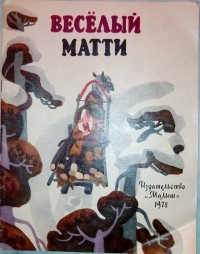 ВЕСЁЛЫЙ
МАТТИ
Издательство
„Малыш“
1978